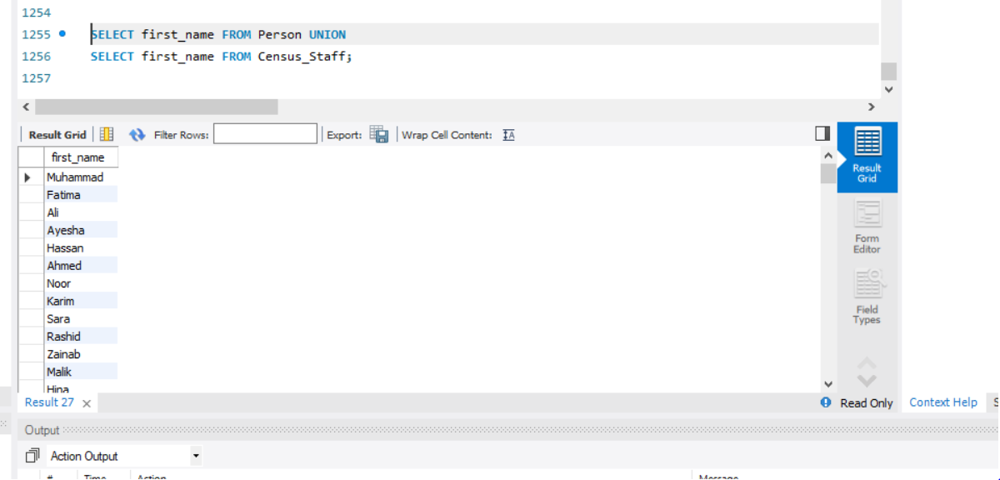 1254
1255 SELECT first_name FROM Person UNION
1256 SELECT first_name FROM Census_Staff;
1257
Result Grid Filter Rows: Export: Wrap Cell Content: IA
first_name
Muhammad
Fatima
Ali
Ayesha
Hassan
Ahmed
Noor
Karim
Sara
Rashid
Zainab
Malik
Hina
Result
Grid
Form
Editor
Field
Types
Result 27 Read Only Context Help S
Output
Action Output
# Time Action Message